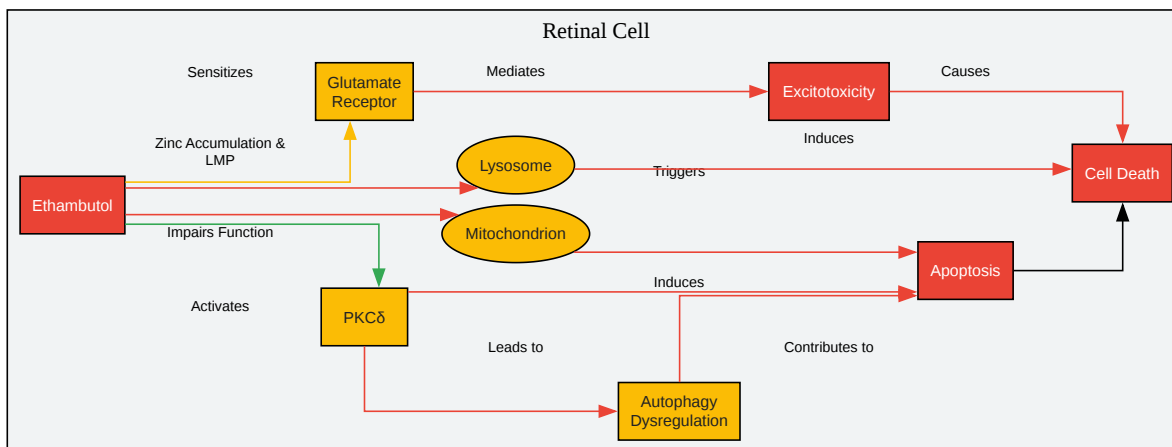 Retinal Cell
Sensitizes
Glutamate
Receptor
Mediates
Excitotoxicity
Causes
Zinc Accumulation &
LMP
Lysosome
Induces
Triggers
Cell Death
Ethambutol
Impairs Function
Mitochondrion
Apoptosis
Activates
PKCδ
Induces
Leads to
Contributes to
Autophagy
Dysregulation